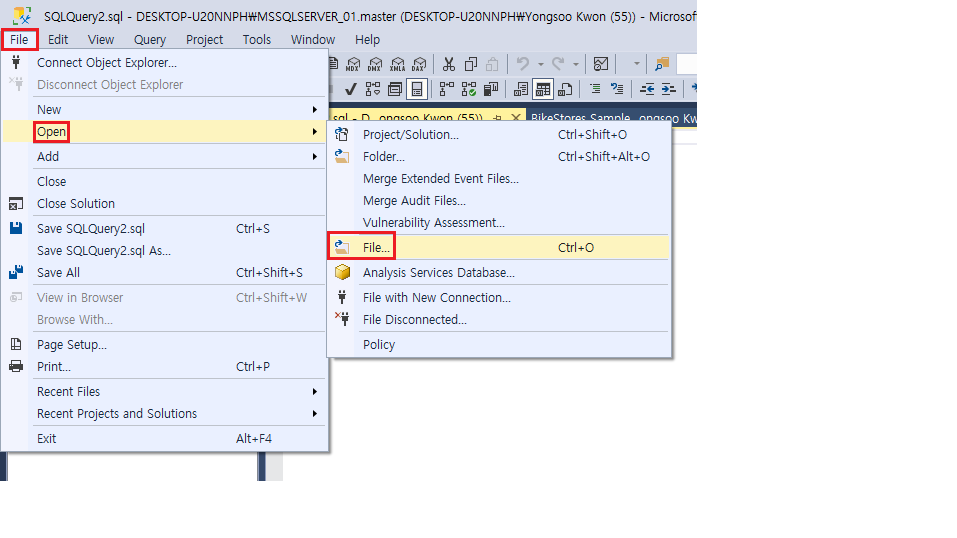 SQLQuery2.sql - DESKTOP-U20NNPH₩MSSQLSERVER_01.master (DESKTOP-U20NNPH₩Yongsoo Kwon (55)) - Microsof
File Edit View Query Project Tools Window Help
MDX DMX XMLA DAX
sql - D...ongsoo Kwon (55)) BikeStores Sample...ongsoo Kw
Connect Object Explorer...
Disconnect Object Explorer
New
Open
Add
Close
Close Solution
Save SQLQuery2.sql Ctrl+S
Save SQLQuery2.sql As...
Save All Ctrl+Shift+S
View in Browser Ctrl+Shift+W
Browse With...
Page Setup...
Print... Ctrl+P
Recent Files
Recent Projects and Solutions
Exit Alt+F4
Project/Solution... Ctrl+Shift+O
Folder... Ctrl+Shift+Alt+O
Merge Extended Event Files...
Merge Audit Files...
Vulnerability Assessment...
File... Ctrl+O
Analysis Services Database...
File with New Connection...
File Disconnected...
Policy